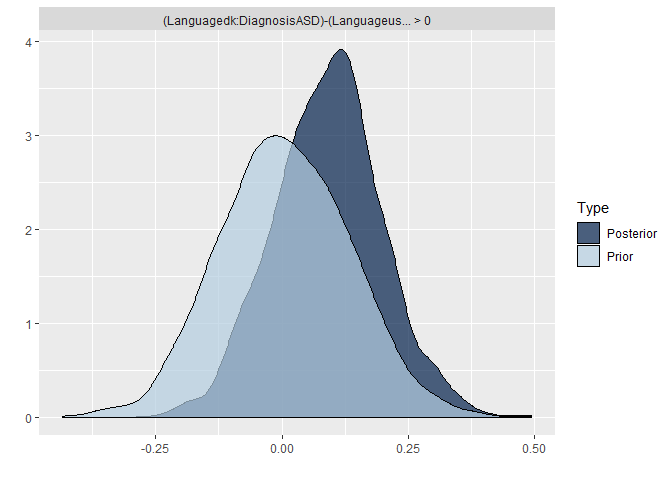 (Languagedk:DiagnosisASD)-(Languageus... > 0
4
3
2
1
0
-0.25
0.00
0.25
0.50
Type
Posterior
Prior